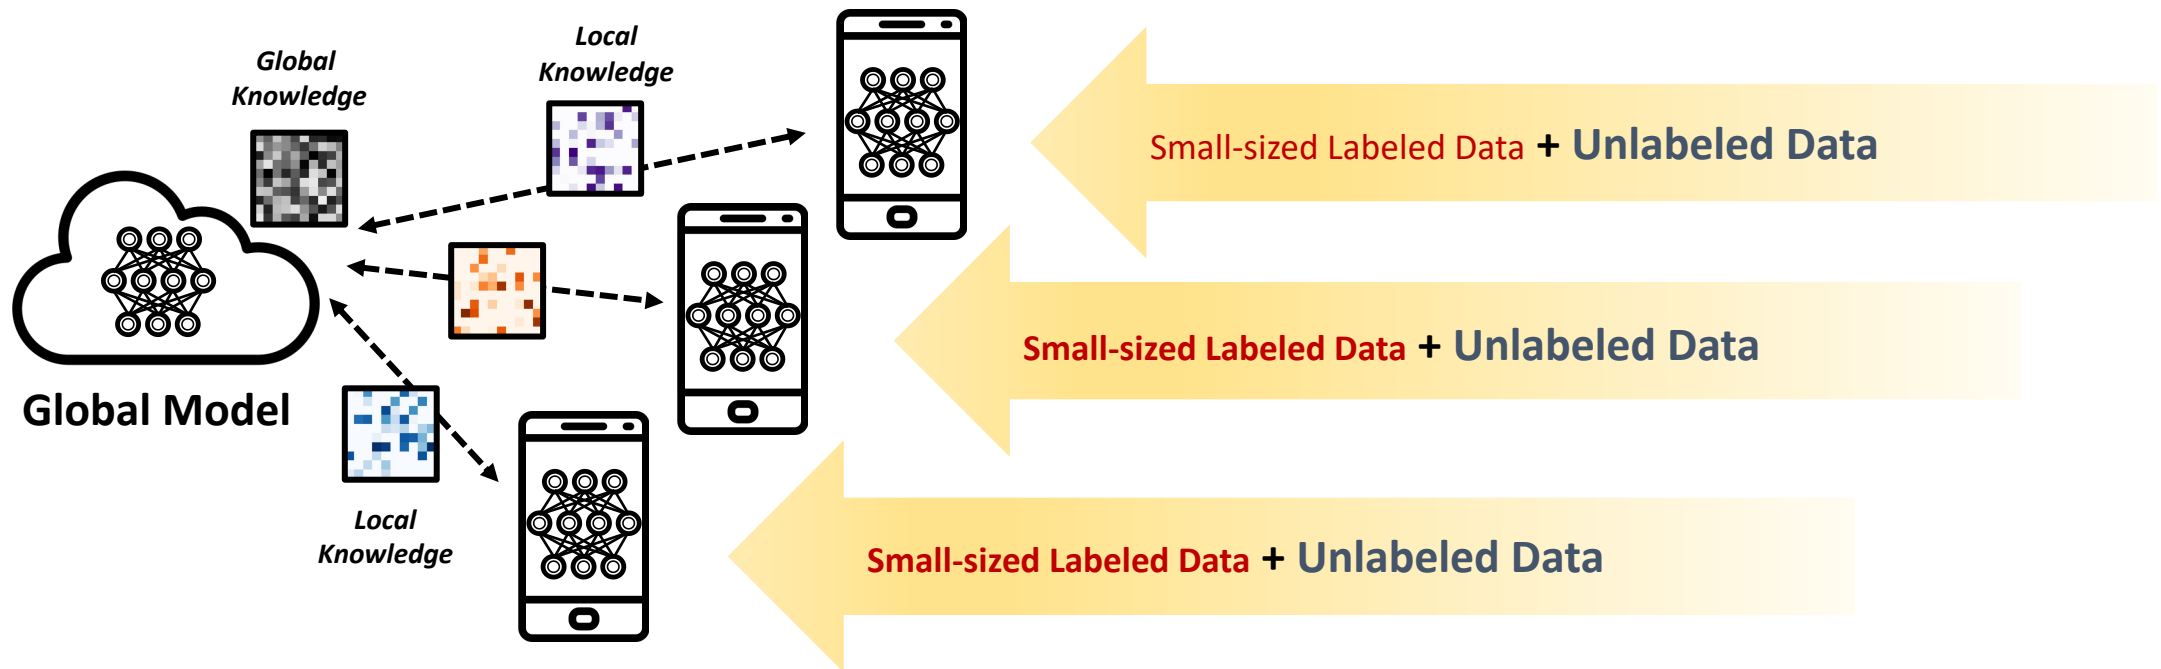 Global
Knowledge
Local
Knowledge
Small-sized Labeled Data + Unlabeled Data
Small-sized Labeled Data + Unlabeled Data
Global Model
Local
Knowledge
Small-sized Labeled Data + Unlabeled Data